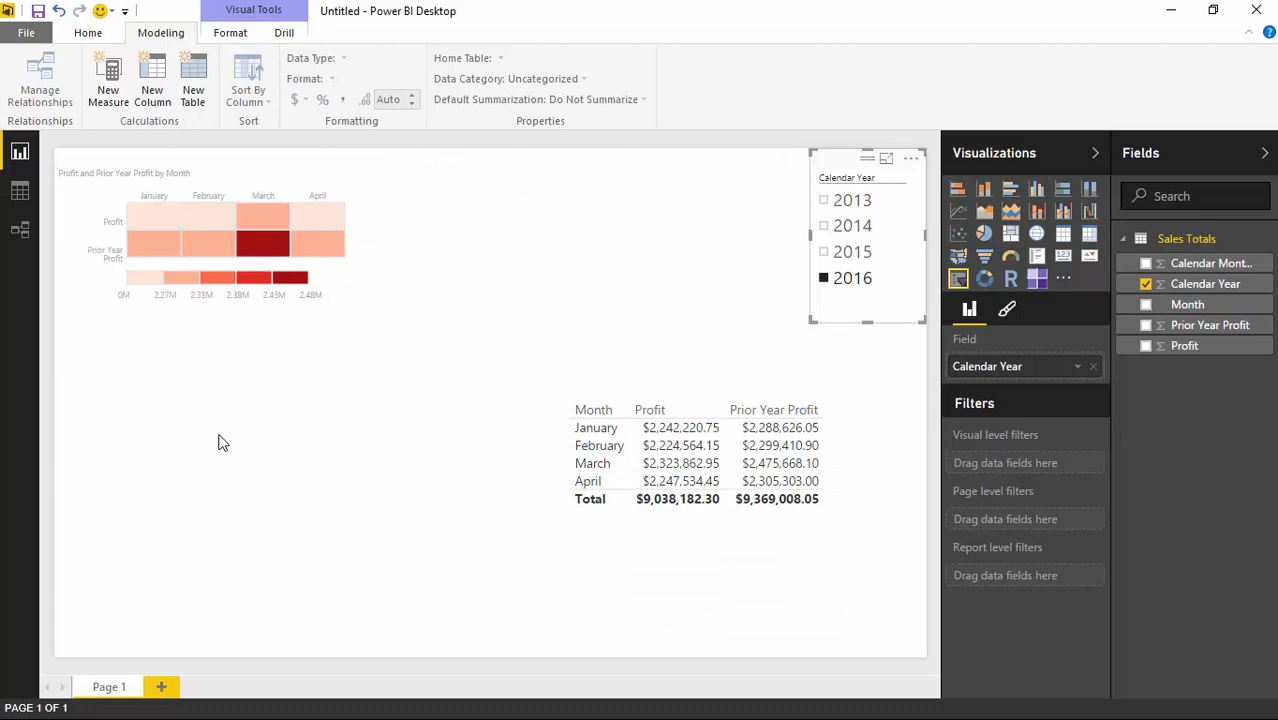 Visual Tools
Untitled - Power BI Desktop
File
Home
Modeling
Format
Drill
Manage
Relationships
New
Measure
New
Column
New
Table
Sort By
Column
Data Type:
Format:
$ % , .00 Auto
Home Table:
Data Category: Uncategorized
Default Summarization: Do Not Summarize
Relationships
Calculations
Sort
Formatting
Properties
Profit and Prior Year Profit by Month
January February March April
Profit
Prior Year
Profit
0M 2.27M 2.33M 2.38M 2.43M 2.48M
Calendar Year
2013
2014
2015
2016
Month Profit Prior Year Profit
January $2,242,220.75 $2,288,626.05
February $2,224,564.15 $2,299,410.90
March $2,323,862.95 $2,475,668.10
April $2,247,534.45 $2,305,303.00
Total $9,038,182.30 $9,369,008.05
Visualizations
123
R
Field
Calendar Year
Filters
Visual level filters
Drag data fields here
Page level filters
Drag data fields here
Report level filters
Drag data fields here
Fields
Search
Sales Totals
Calendar Mont...
Calendar Year
Month
Prior Year Profit
Profit
Page 1
PAGE 1 OF 1